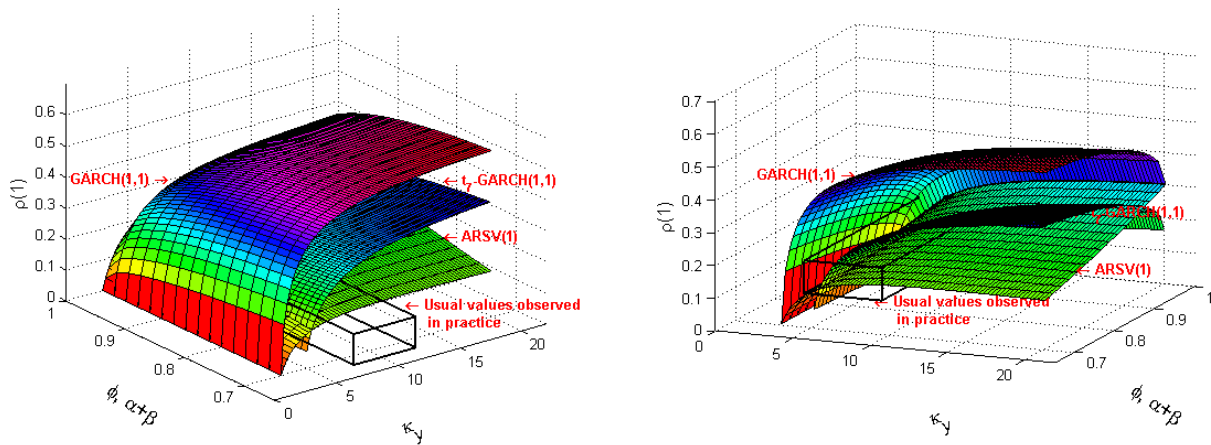 0.6
0.5
0.4
0.3
0.2
0.1
0
ρ(1)
GARCH(1,1) →
← t7-GARCH(1,1)
← ARSV(1)
← Usual values observed
in practice
1
0.9
0.8
0.7
ϕ, α+β
0
5
10
15
20
κy
0.7
0.6
0.5
0.4
0.3
0.2
0.1
0
ρ(1)
GARCH(1,1) →
-GARCH(1,1)
← ARSV(1)
← Usual values observed
in practice
0
5
10
15
20
κy
0.7
0.8
0.9
1
ϕ, α+β